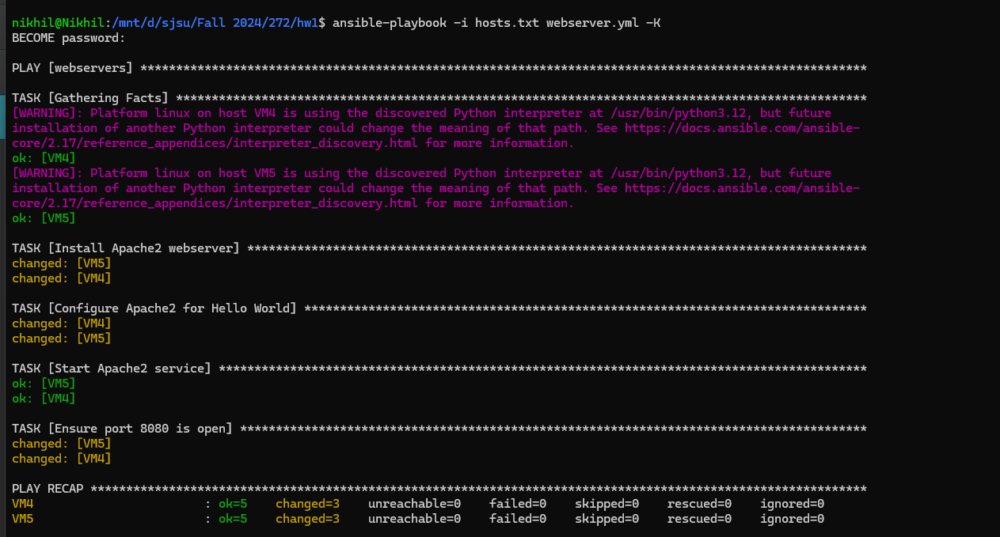 nikhil@Nikhil:/mnt/d/sjsu/Fall 2024/272/hw1$ ansible-playbook -i hosts.txt webserver.yml -K
BECOME password:
PLAY [webservers] ******************************************************************************************************
TASK [Gathering Facts] *************************************************************************************************
[WARNING]: Platform linux on host VM4 is using the discovered Python interpreter at /usr/bin/python3.12, but future
installation of another Python interpreter could change the meaning of that path. See https://docs.ansible.com/ansible-
core/2.17/reference_appendices/interpreter_discovery.html for more information.
ok: [VM4]
[WARNING]: Platform linux on host VM5 is using the discovered Python interpreter at /usr/bin/python3.12, but future
installation of another Python interpreter could change the meaning of that path. See https://docs.ansible.com/ansible-
core/2.17/reference_appendices/interpreter_discovery.html for more information.
ok: [VM5]
TASK [Install Apache2 webserver] ***************************************************************************************
changed: [VM5]
changed: [VM4]
TASK [Configure Apache2 for Hello World] *******************************************************************************
changed: [VM4]
changed: [VM5]
TASK [Start Apache2 service] *******************************************************************************************
ok: [VM5]
ok: [VM4]
TASK [Ensure port 8080 is open] ****************************************************************************************
changed: [VM5]
changed: [VM4]
PLAY RECAP *************************************************************************************************************
VM4                        : ok=5    changed=3    unreachable=0    failed=0    skipped=0    rescued=0    ignored=0
VM5                        : ok=5    changed=3    unreachable=0    failed=0    skipped=0    rescued=0    ignored=0